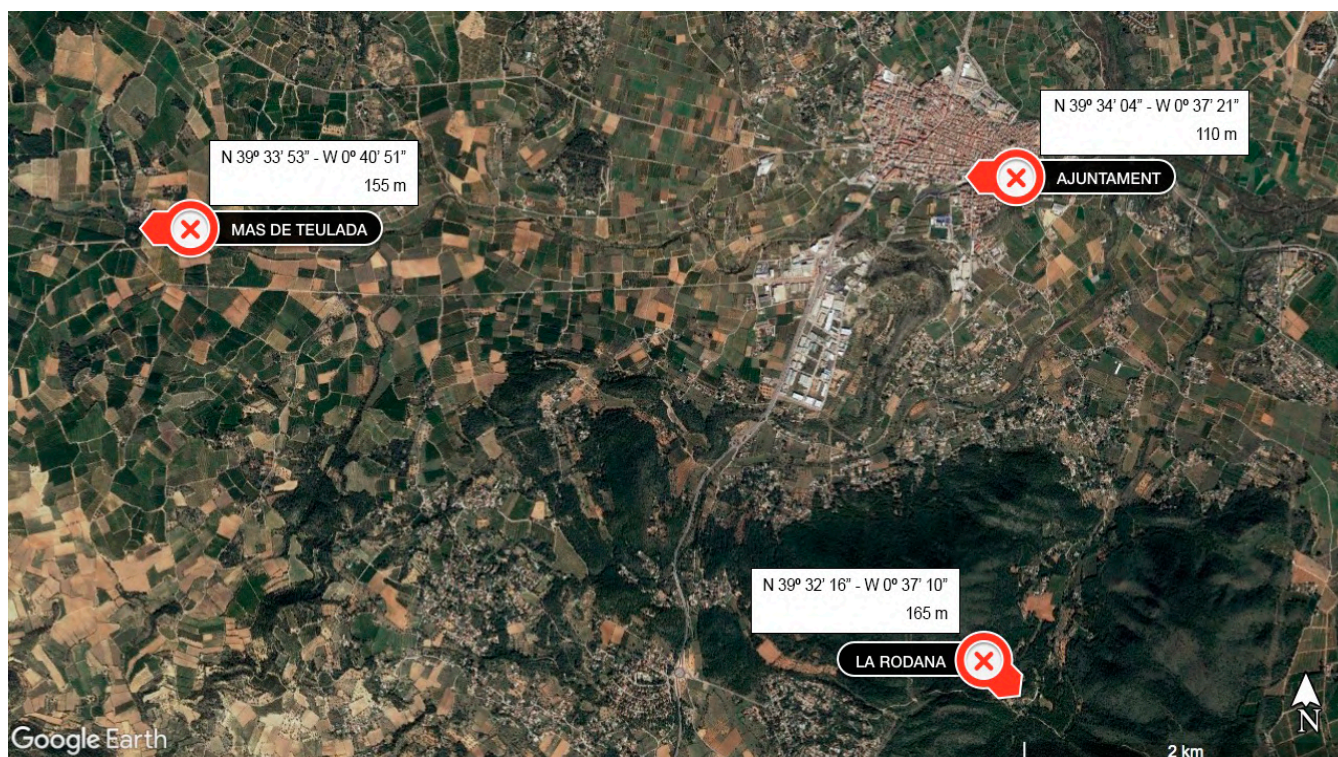 N 39º 34’ 04” - W 0º 37’ 21”
110 m
AJUNTAMENT
N 39º 33’ 53” - W 0º 40’ 51”
155 m
MAS DE TEULADA
N 39º 32’ 16” - W 0º 37’ 10”
165 m
LA RODANA
N
Google Earth
2 km